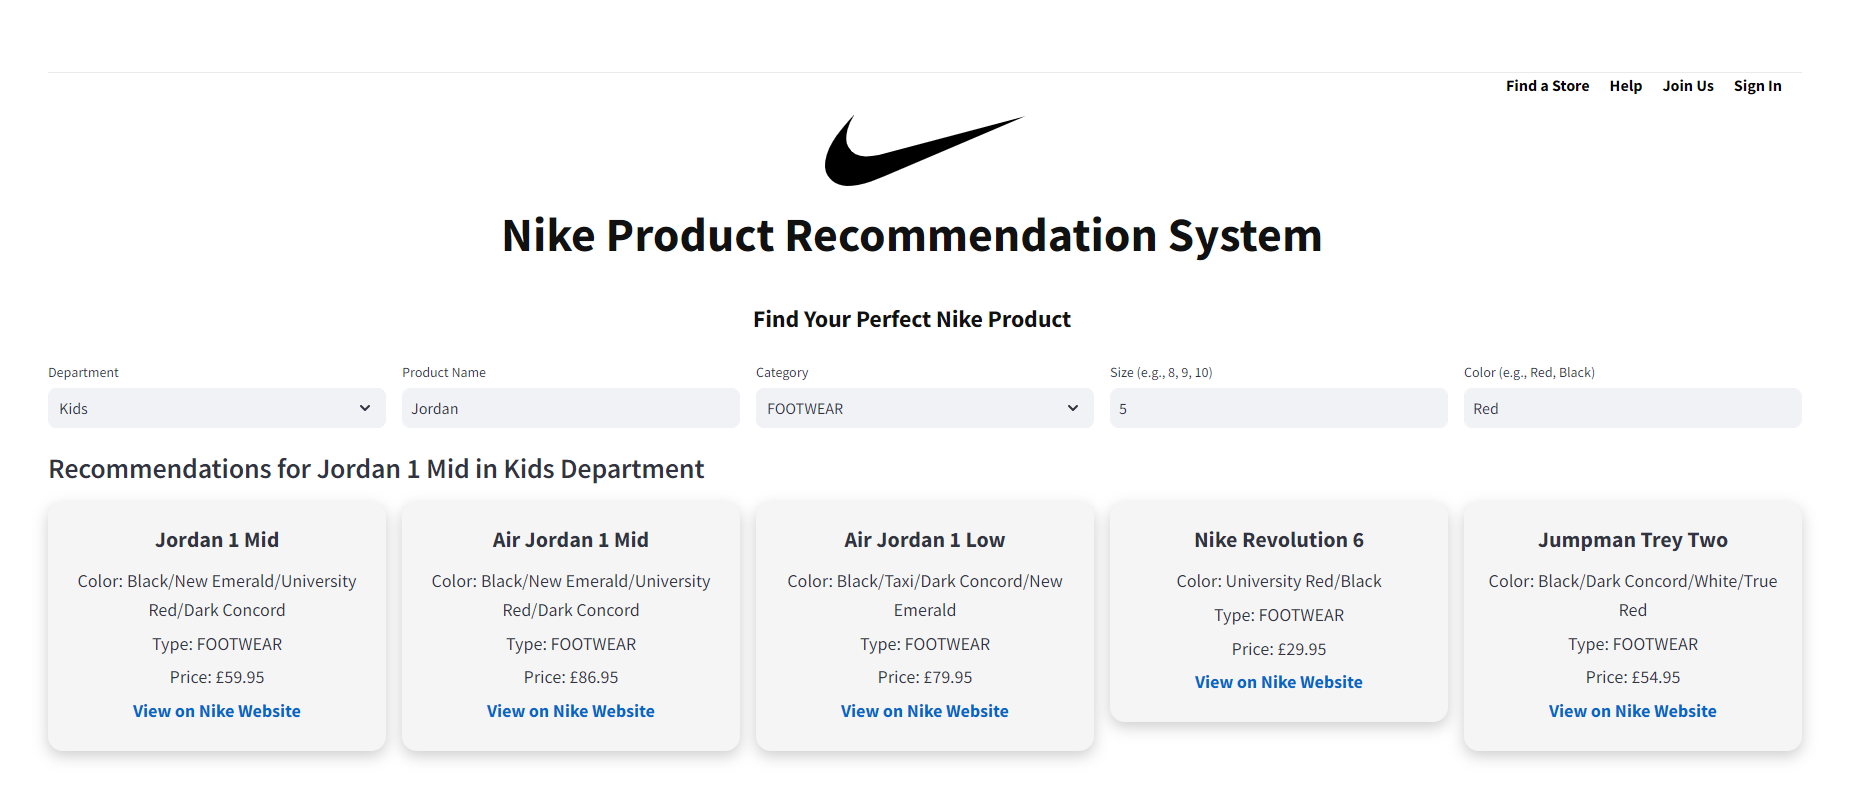 Find a Store Help Join Us Sign In
Nike Product Recommendation System
Find Your Perfect Nike Product
Department
Kids
Product Name
Jordan
Category
FOOTWEAR
Size (e.g., 8, 9, 10)
5
Color (e.g., Red, Black)
Red
Recommendations for Jordan 1 Mid in Kids Department
Jordan 1 Mid
Color: Black/New Emerald/University
Red/Dark Concord
Type: FOOTWEAR
Price: £59.95
View on Nike Website
Air Jordan 1 Mid
Color: Black/New Emerald/University
Red/Dark Concord
Type: FOOTWEAR
Price: £86.95
View on Nike Website
Air Jordan 1 Low
Color: Black/Taxi/Dark Concord/New
Emerald
Type: FOOTWEAR
Price: £79.95
View on Nike Website
Nike Revolution 6
Color: University Red/Black
Type: FOOTWEAR
Price: £29.95
View on Nike Website
Jumpman Trey Two
Color: Black/Dark Concord/White/True
Red
Type: FOOTWEAR
Price: £54.95
View on Nike Website